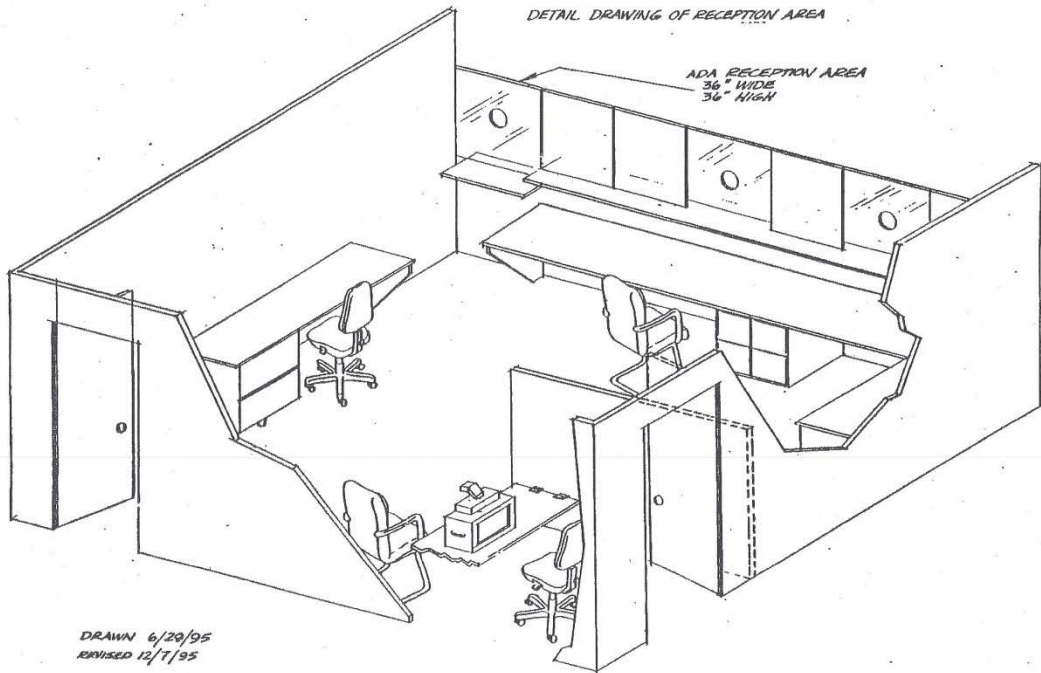 DETAIL DRAWING OF RECEPTION AREA
ADA RECEPTION AREA
36" WIDE
36" HIGH
DRAWN 6/29/95
REVISED 12/7/95